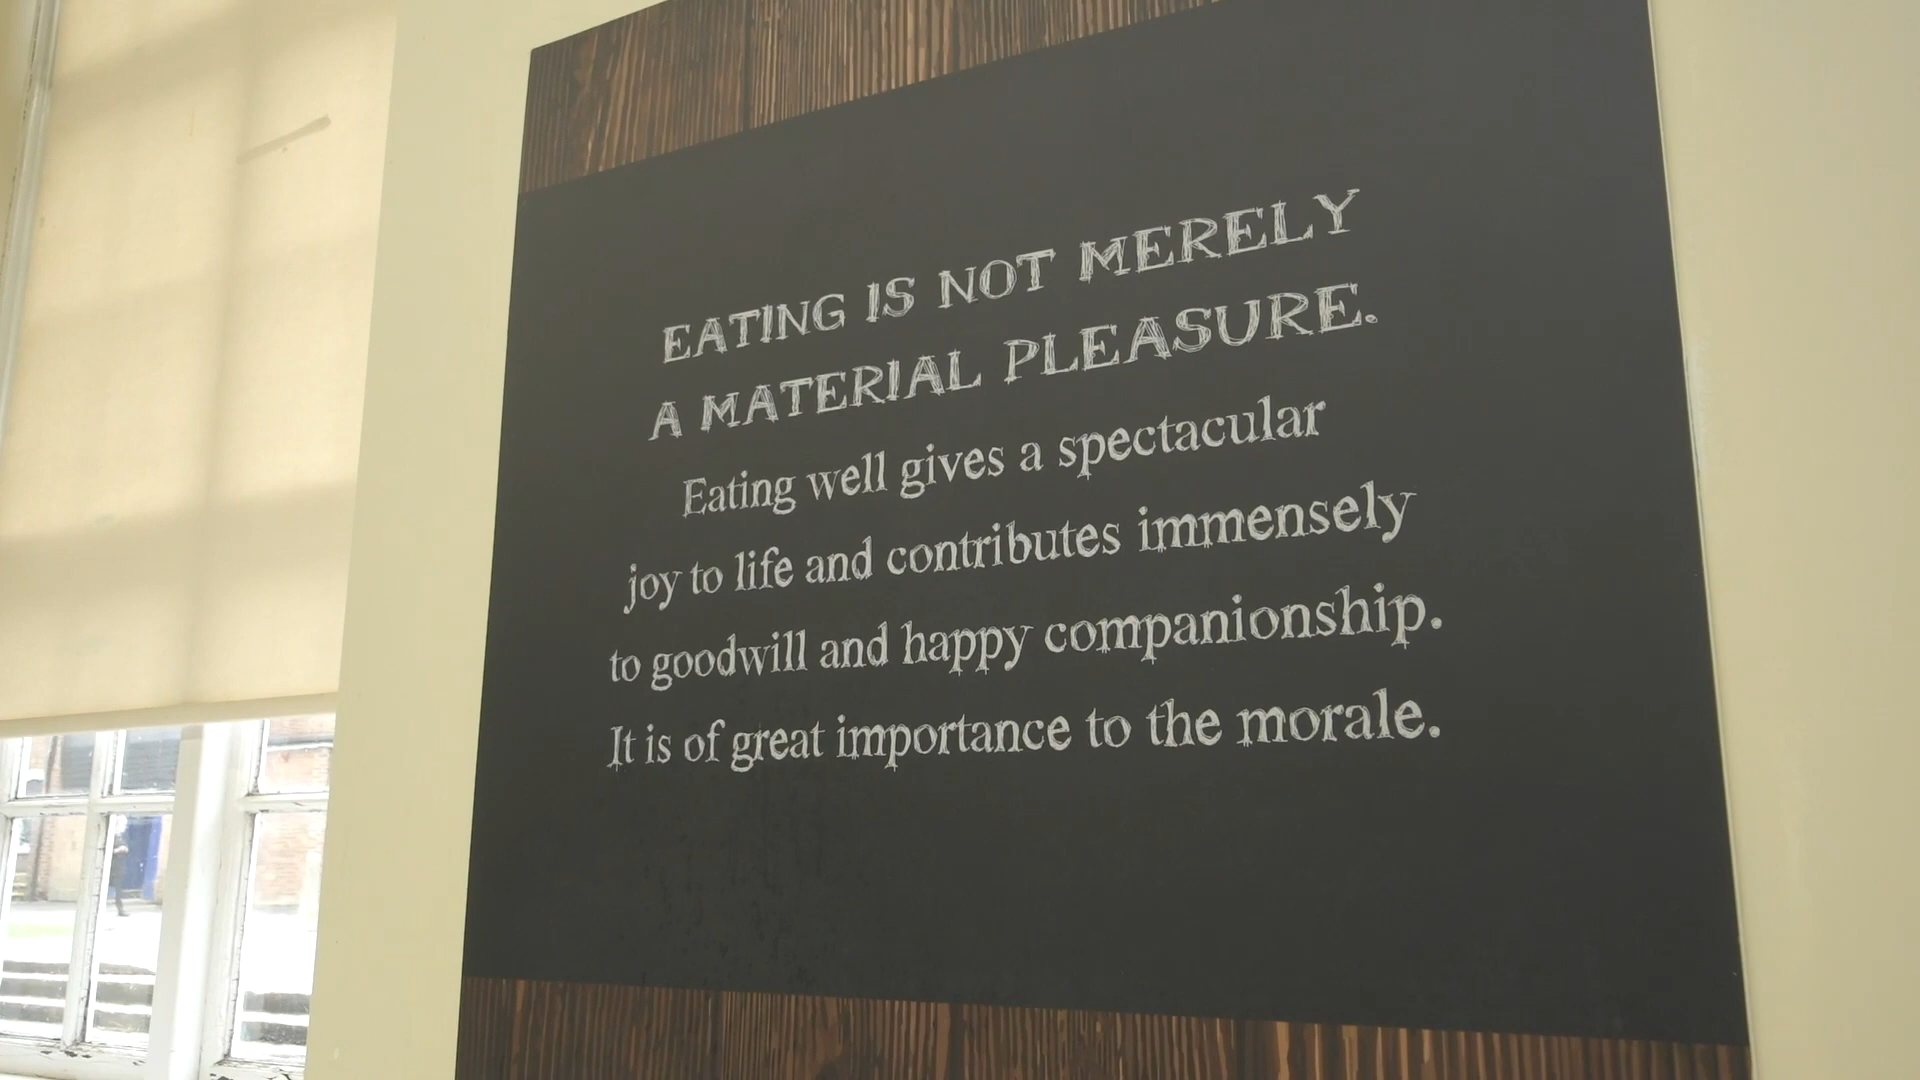 EATING IS NOT MERELY
A MATERIAL PLEASURE.
Eating well gives a spectacular
joy to life and contributes immensely
to goodwill and happy companionship.
It is of great importance to the morale.